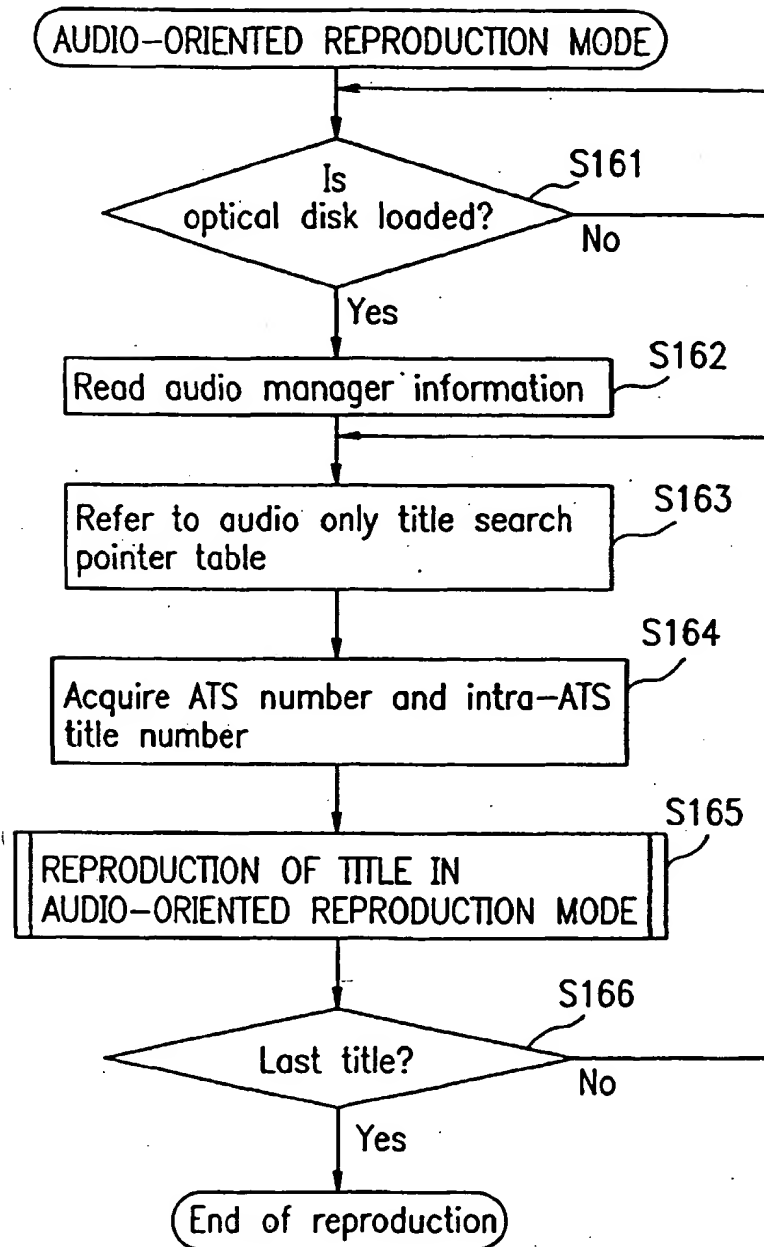 AUDIO-ORIENTED REPRODUCTION MODE
S161
Is
optical disk loaded?
No
Yes
S162
Read audio manager information
S163
Refer to audio only title search
pointer table
S164
Acquire ATS number and intra-ATS
title number
S165
REPRODUCTION OF TITLE IN
AUDIO-ORIENTED REPRODUCTION MODE
S166
Last title?
No
Yes
End of reproduction